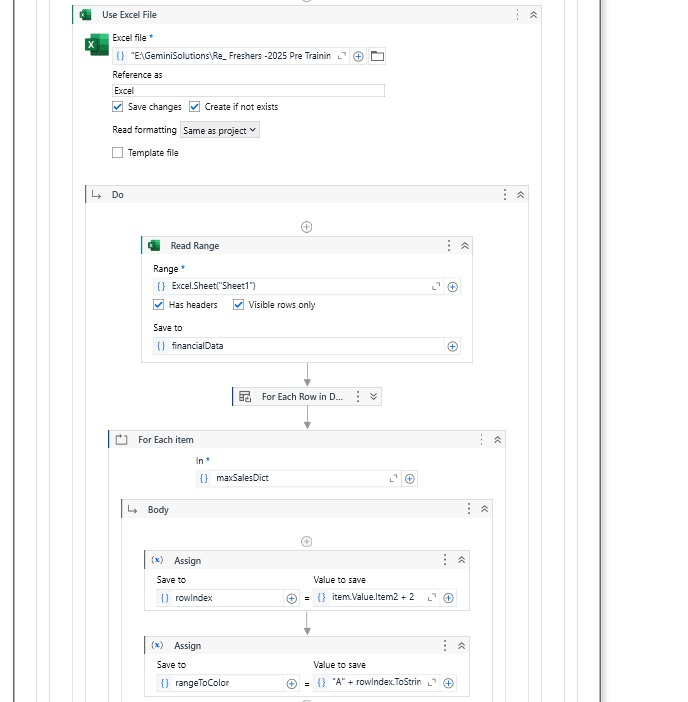 Use Excel File
Excel file *
"E:\GeminiSolutions\Re_ Freshers -2025 Pre Trainin
Reference as
Excel
Save changes Create if not exists
Read formatting Same as project
Template file
Do
Read Range
Range *
Excel.Sheet("Sheet1")
Has headers Visible rows only
Save to
financialData
For Each Row in D...
For Each item
In *
maxSalesDict
Body
(x) Assign
Save to Value to save
rowIndex = item.Value.Item2 + 2
(x) Assign
Save to Value to save
rangeToColor = "A" + rowIndex.ToStrin